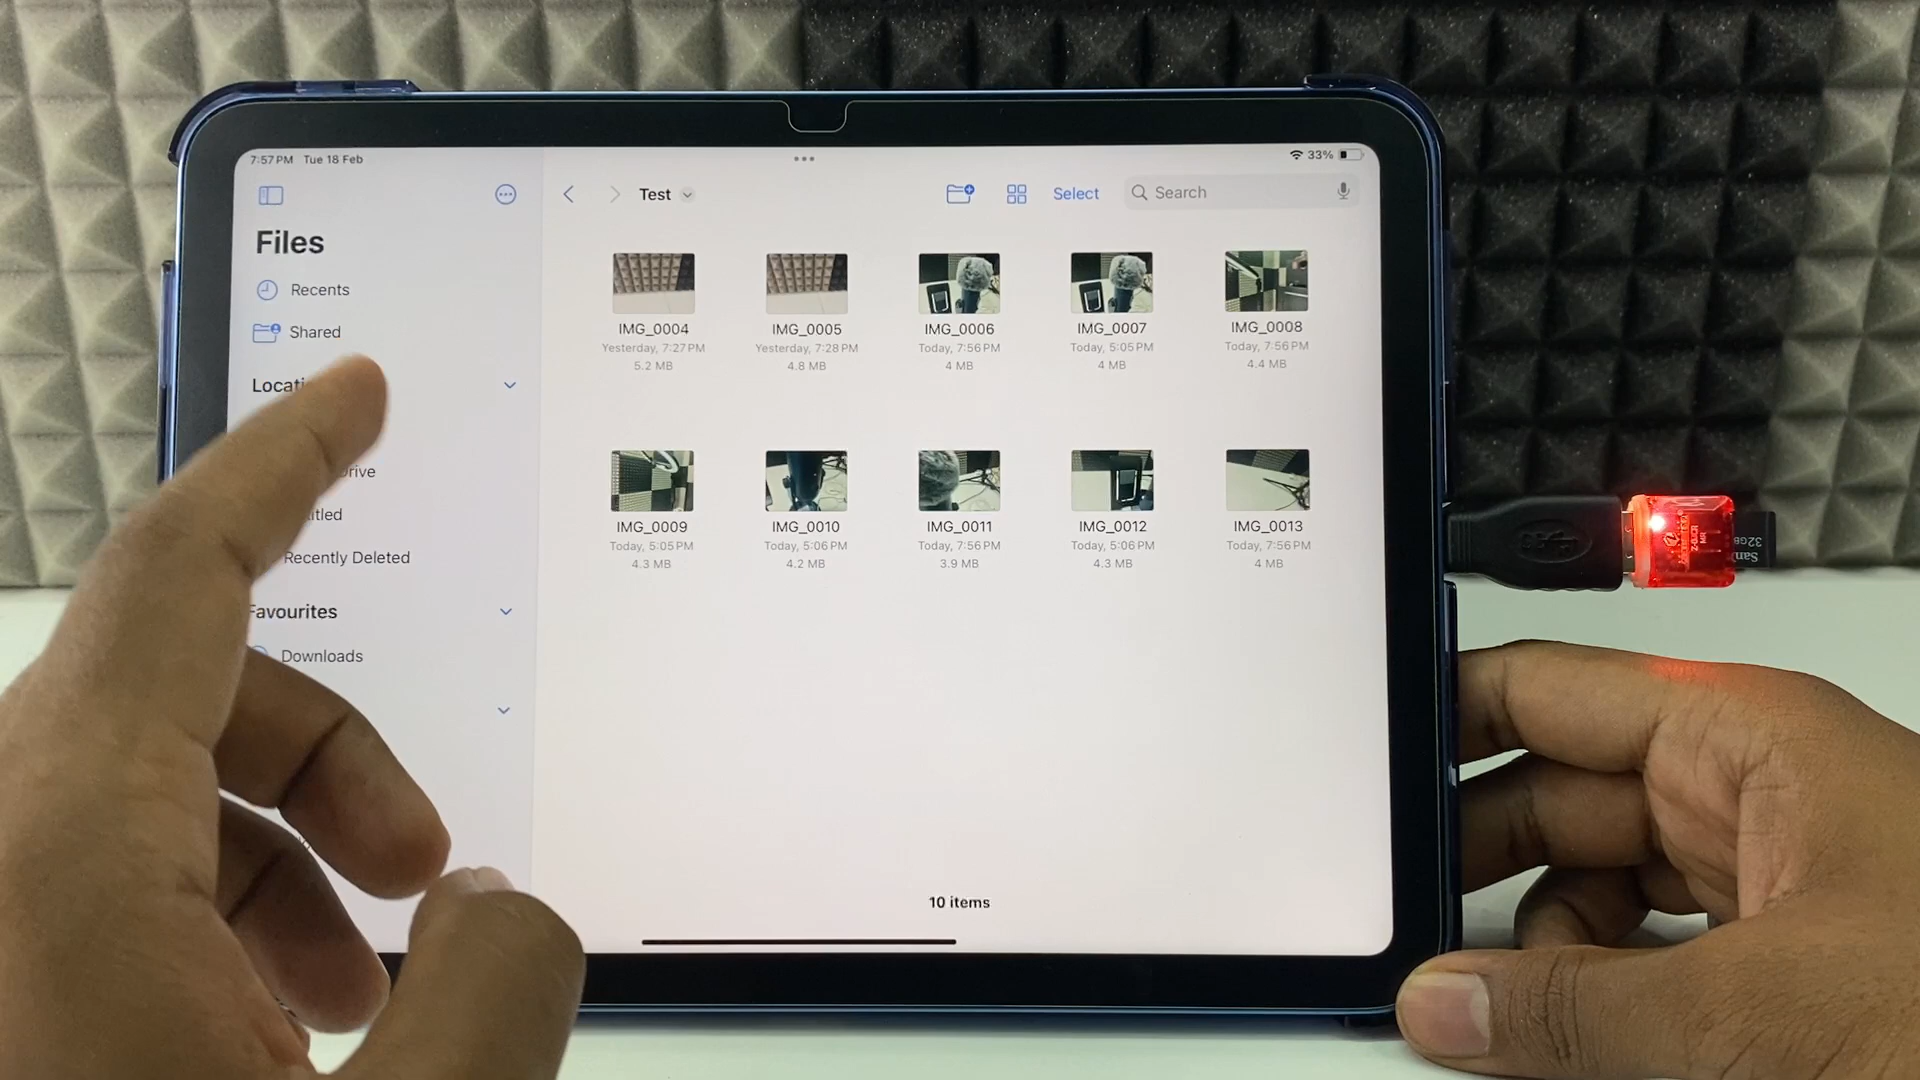 7:57 PM Tue 18 Feb
33%
Files
Recents
Shared
Recently Deleted
Favourites
Downloads
Test
Select
Search
IMG_0004
Yesterday, 7:27 PM
5.2 MB
IMG_0005
Yesterday, 7:28 PM
4.8 MB
IMG_0006
Today, 7:56 PM
4 MB
IMG_0007
Today, 5:05 PM
4 MB
IMG_0008
Today, 7:56 PM
4.4 MB
IMG_0009
Today, 5:05 PM
4.3 MB
IMG_0010
Today, 5:06 PM
4.2 MB
IMG_0011
Today, 7:56 PM
3.9 MB
IMG_0012
Today, 5:06 PM
4.3 MB
IMG_0013
Today, 7:56 PM
4 MB
10 items
32GB